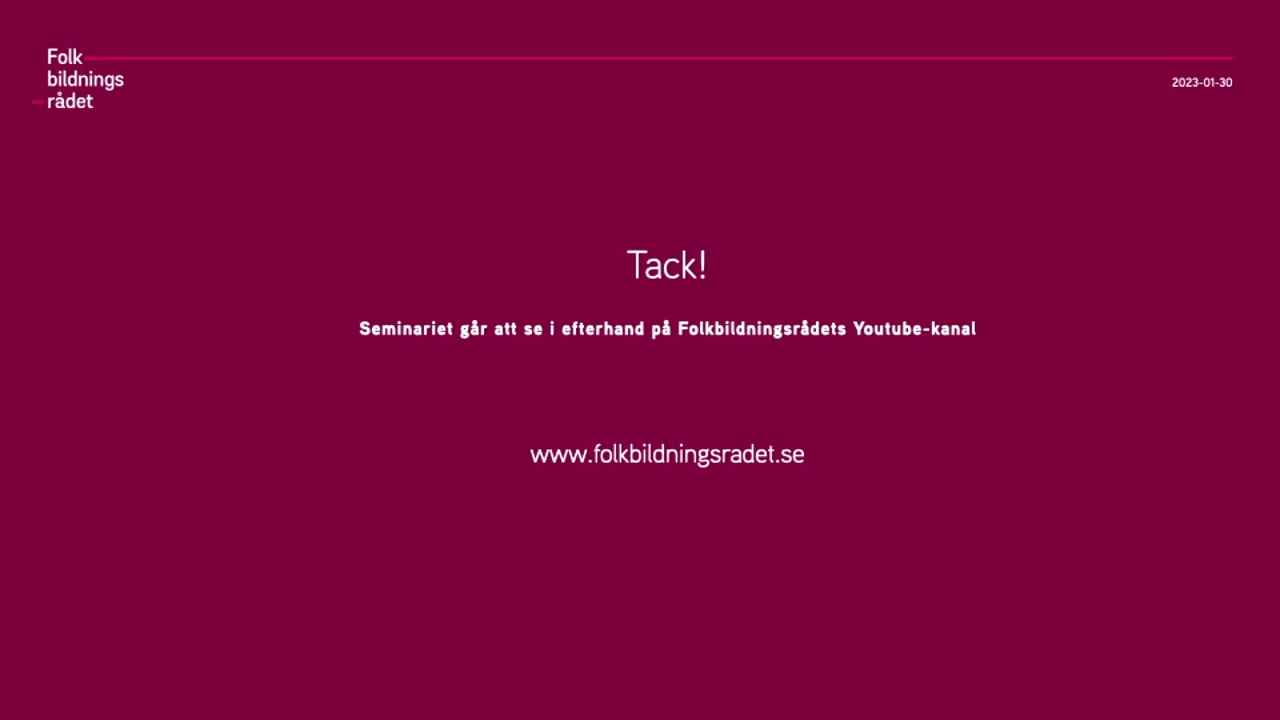 Folk
bildnings
rådet
2023-01-30
Tack!
Seminariet går att se i efterhand på Folkbildningsrådets Youtube-kanal
www.folkbildningsradet.se